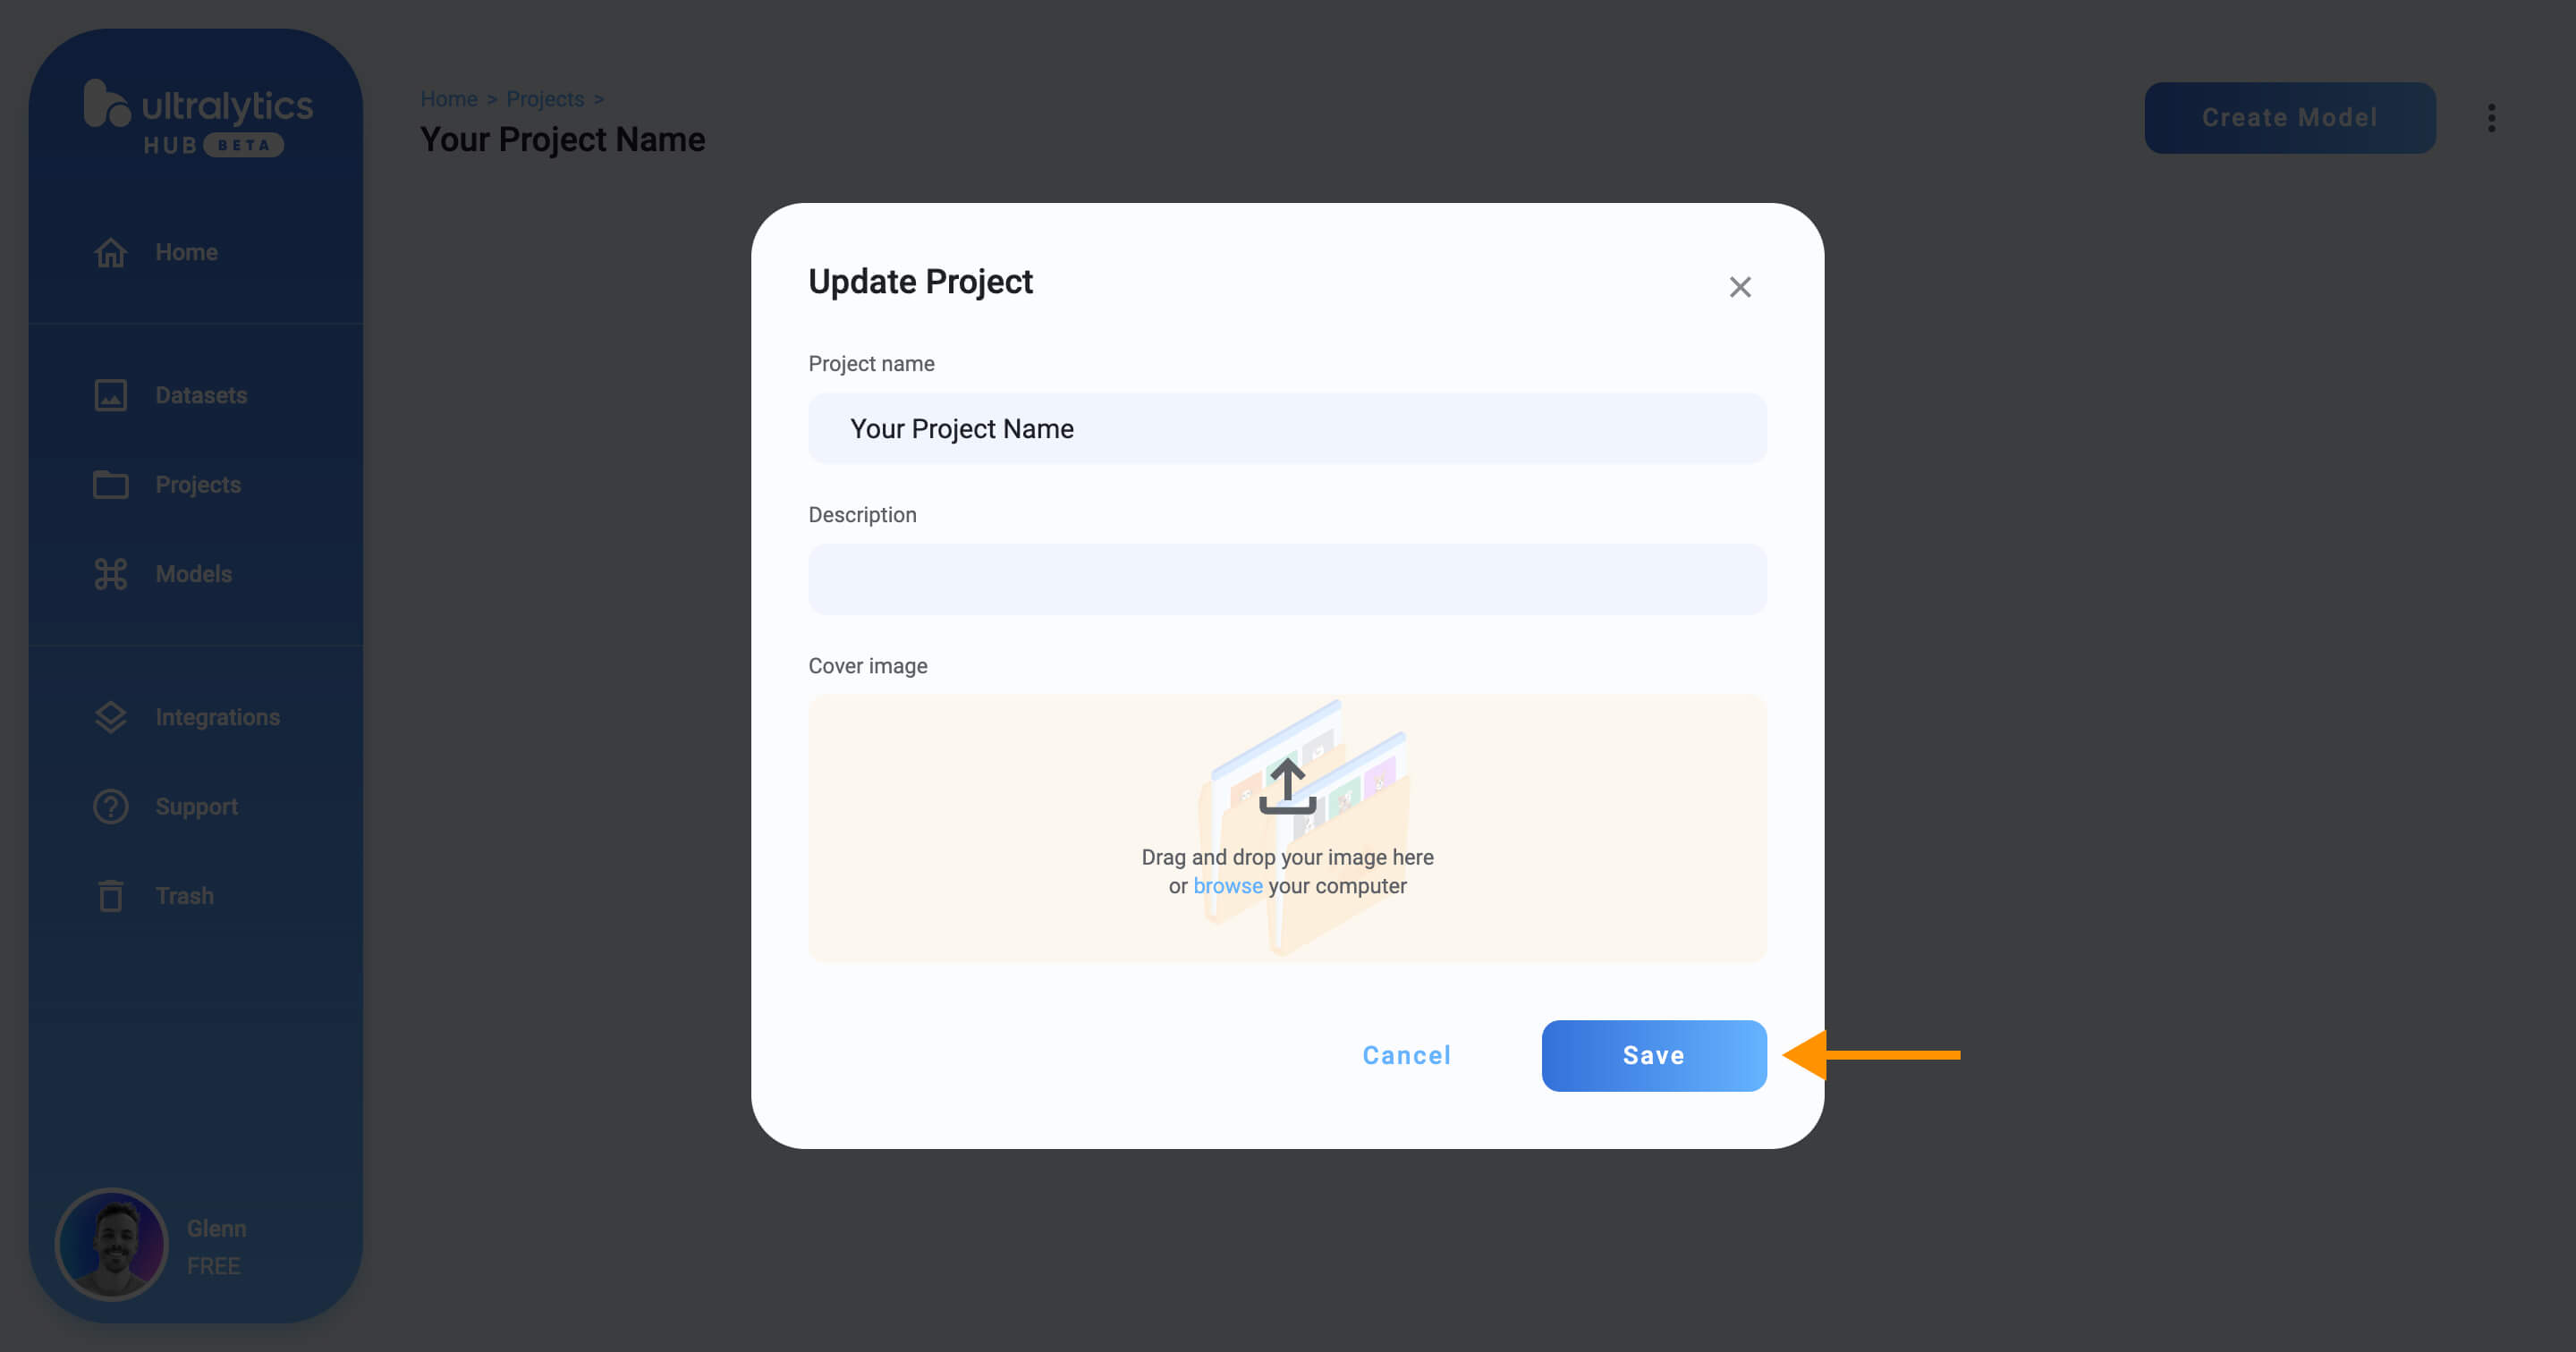 ultralytics
HUB BETA
Home
Datasets
Projects
Models
Integrations
Support
Trash
Glenn
FREE
Home > Projects >
Your Project Name
Create Model
Update Project
Project name
Your Project Name
Description
Cover image
Drag and drop your image here
or browse your computer
Cancel
Save